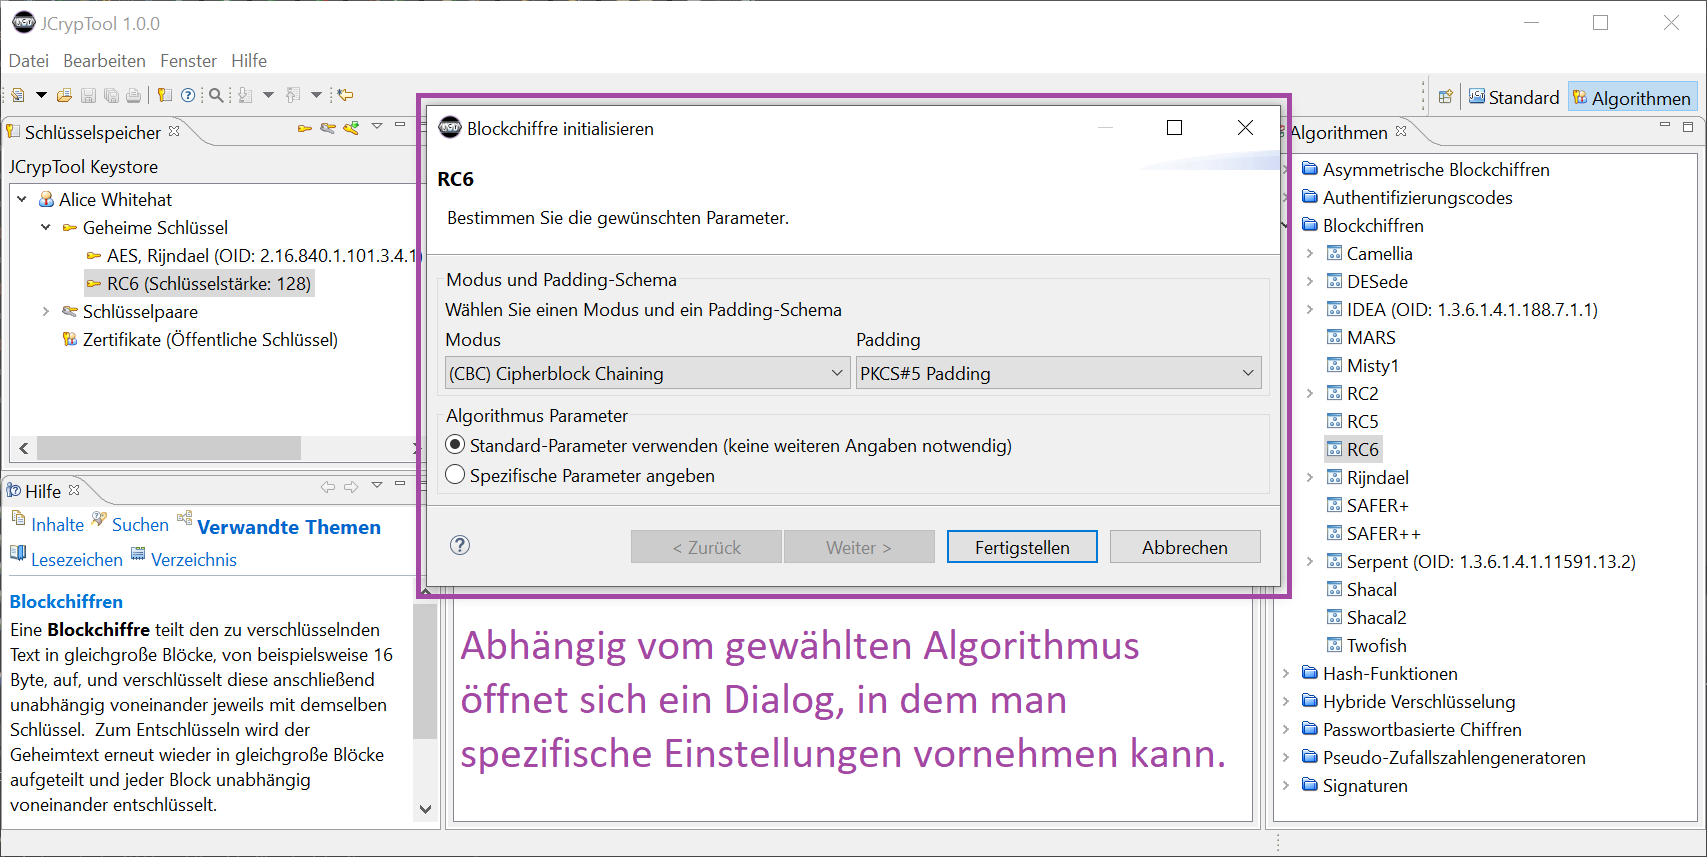 JCrypTool 1.0.0
Datei Bearbeiten Fenster Hilfe
Standard Algorithmen
Schlüsselspeicher
JCrypTool Keystore
Alice Whitehat
Geheime Schlüssel
AES, Rijndael (OID: 2.16.840.1.101.3.4.1)
RC6 (Schlüsselstärke: 128)
Schlüsselpaare
Zertifikate (Öffentliche Schlüssel)
Hilfe
Inhalte Suchen Verwandte Themen
Lesezeichen Verzeichnis
Blockchiffren
Eine Blockchiffre teilt den zu verschlüsselnden
Text in gleichgroße Blöcke, von beispielsweise 16
Byte, auf, und verschlüsselt diese anschließend
unabhängig voneinander jeweils mit demselben
Schlüssel. Zum Entschlüsseln wird der
Geheimtext erneut wieder in gleichgroße Blöcke
aufgeteilt und jeder Block unabhängig
voneinander entschlüsselt.
Blockchiffre initialisieren
RC6
Bestimmen Sie die gewünschten Parameter.
Modus und Padding-Schema
Wählen Sie einen Modus und ein Padding-Schema
Modus Padding
(CBC) Cipherblock Chaining PKCS#5 Padding
Algorithmus Parameter
Standard-Parameter verwenden (keine weiteren Angaben notwendig)
Spezifische Parameter angeben
< Zurück Weiter > Fertigstellen Abbrechen
Abhängig vom gewählten Algorithmus
öffnet sich ein Dialog, in dem man
spezifische Einstellungen vornehmen kann.
Algorithmen
Asymmetrische Blockchiffren
Authentifizierungscodes
Blockchiffren
Camellia
DESede
IDEA (OID: 1.3.6.1.4.1.188.7.1.1)
MARS
Misty1
RC2
RC5
RC6
Rijndael
SAFER+
SAFER++
Serpent (OID: 1.3.6.1.4.1.11591.13.2)
Shacal
Shacal2
Twofish
Hash-Funktionen
Hybride Verschlüsselung
Passwortbasierte Chiffren
Pseudo-Zufallszahlengeneratoren
Signaturen